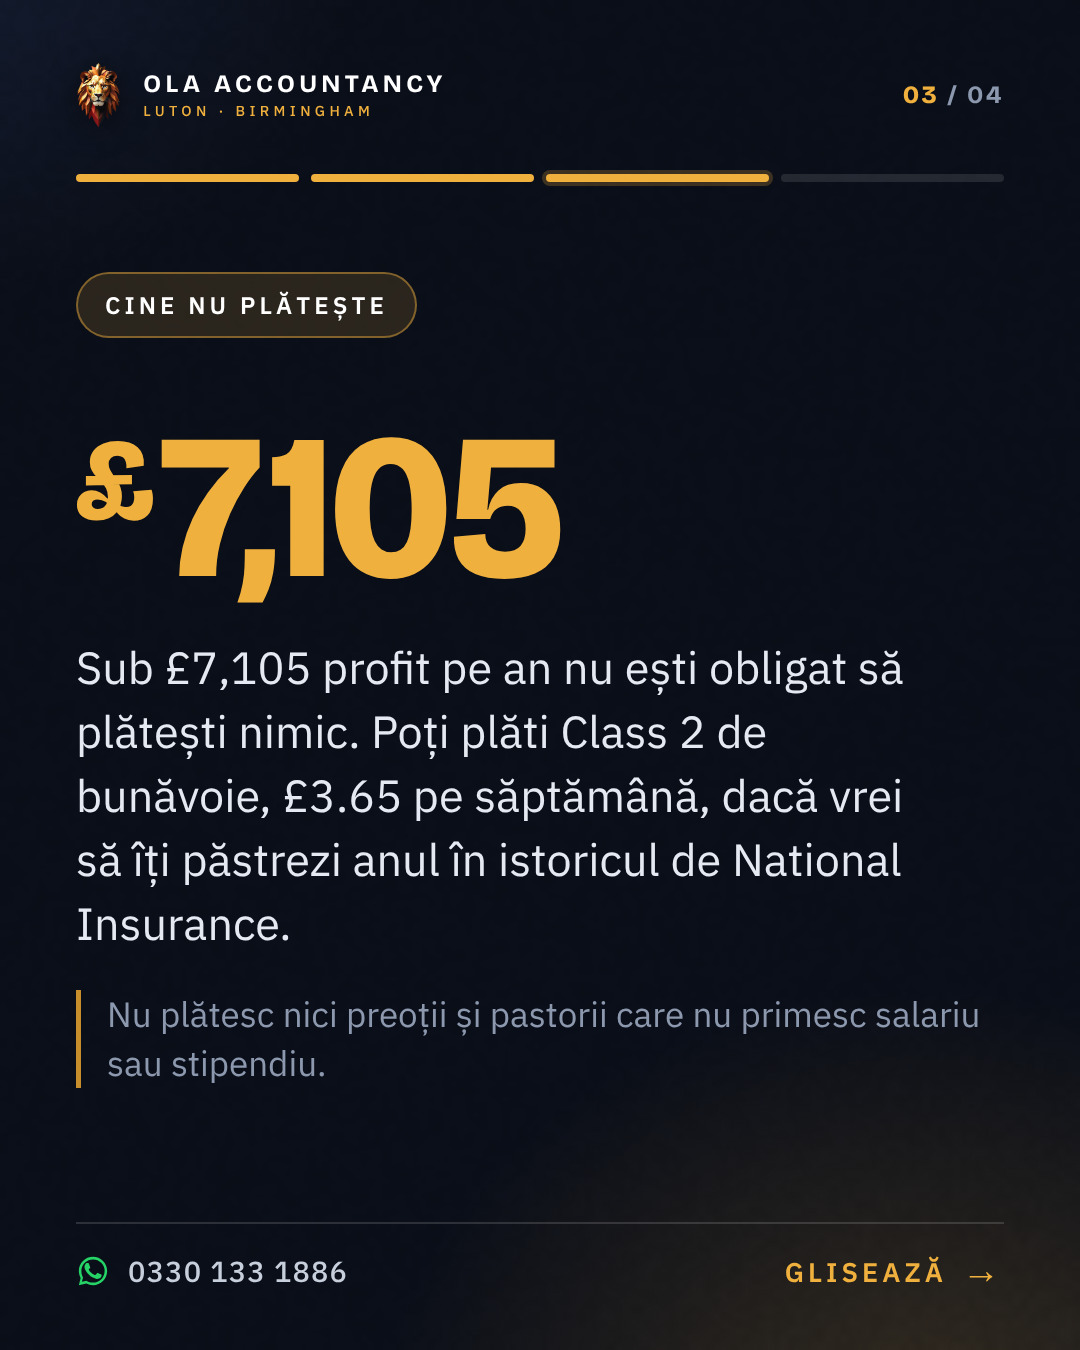 OLA ACCOUNTANCY
LUTON · BIRMINGHAM
03 / 04
CINE NU PLĂTEȘTE
£7,105
Sub £7,105 profit pe an nu ești obligat să
plătești nimic. Poți plăti Class 2 de
bunăvoie, £3.65 pe săptămână, dacă vrei
să îți păstrezi anul în istoricul de National
Insurance.
Nu plătesc nici preoții și pastorii care nu primesc salariu
sau stipendiu.
0330 133 1886
GLISEAZĂ →